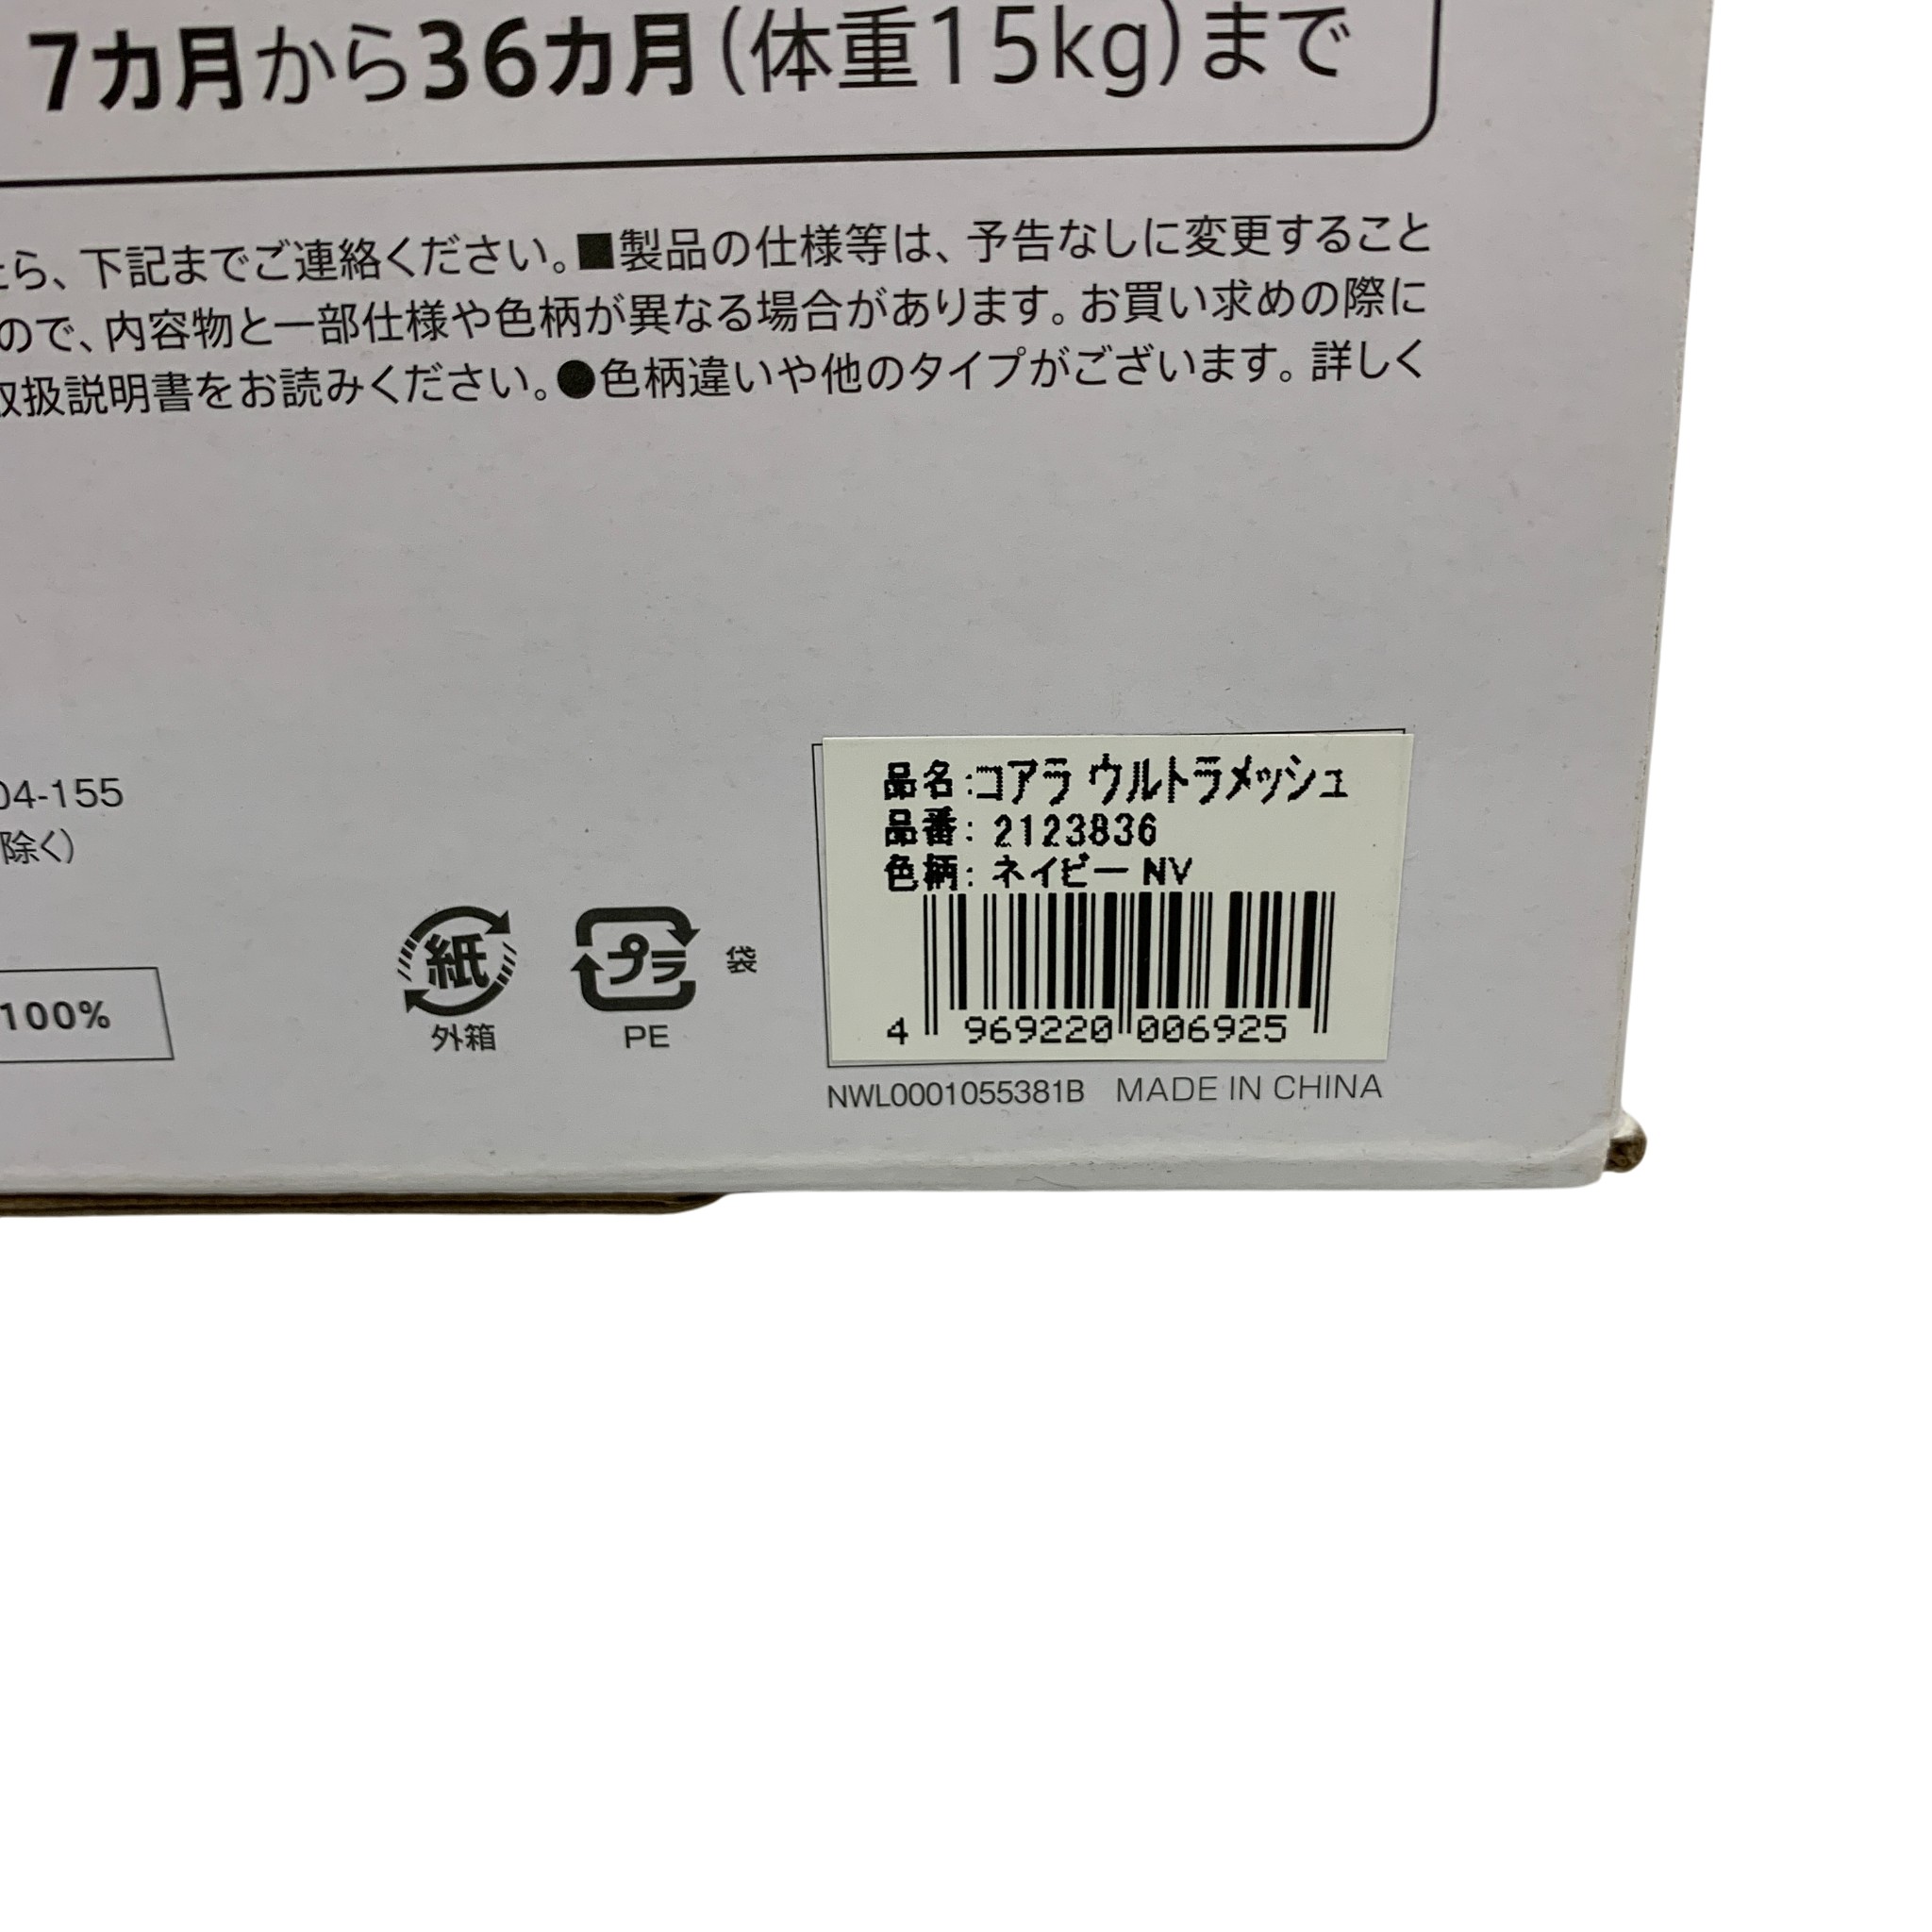 7カ月から36カ月(体重15kg)まで
たら、下記までご連絡ください。■製品の仕様等は、予告なしに変更すること
ので、内容物と一部仕様や色柄が異なる場合があります。お買い求めの際に
取扱説明書をお読みください。●色柄違いや他のタイプがございます。詳しく
04-155
除く)
100%
紙
外箱
プラ
PE
袋
品名:コアラ ウルトラメッシュ
品番: 2123836
色柄: ネイビー NV
4 969220 006925
NWL0001055381B MADE IN CHINA